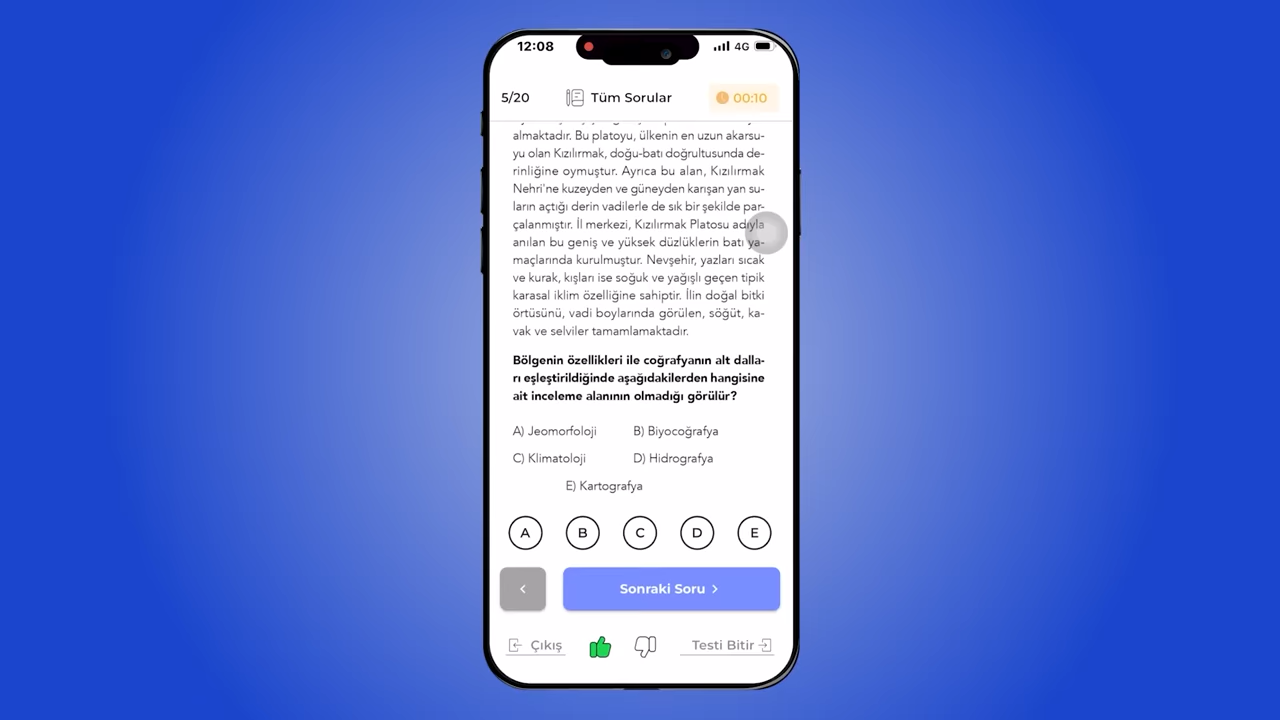 12:08
4G
5/20
Tüm Sorular
00:10
almaktadır. Bu platoyu, ülkenin en uzun akarsu-
yu olan Kızılırmak, doğu-batı doğrultusunda de-
rinliğine oymuştur. Ayrıca bu alan, Kızılırmak
Nehri'ne kuzeyden ve güneyden karışan yan su-
ların açtığı derin vadilerle de sık bir şekilde par-
çalanmıştır. İl merkezi, Kızılırmak Platosu adıyla
anılan bu geniş ve yüksek düzlüklerin batı ya-
maçlarında kurulmuştur. Nevşehir, yazları sıcak
ve kurak, kışları ise soğuk ve yağışlı geçen tipik
karasal iklim özelliğine sahiptir. İlin doğal bitki
örtüsünü, vadi boylarında görülen, söğüt, ka-
vak ve selviler tamamlamaktadır.
Bölgenin özellikleri ile coğrafyanın alt dalla-
rı eşleştirildiğinde aşağıdakilerden hangisine
ait inceleme alanının olmadığı görülür?
A) Jeomorfoloji B) Biyocoğrafya
C) Klimatoloji D) Hidrografya
E) Kartografya
A B C D E
< Sonraki Soru >
Çıkış
Testi Bitir